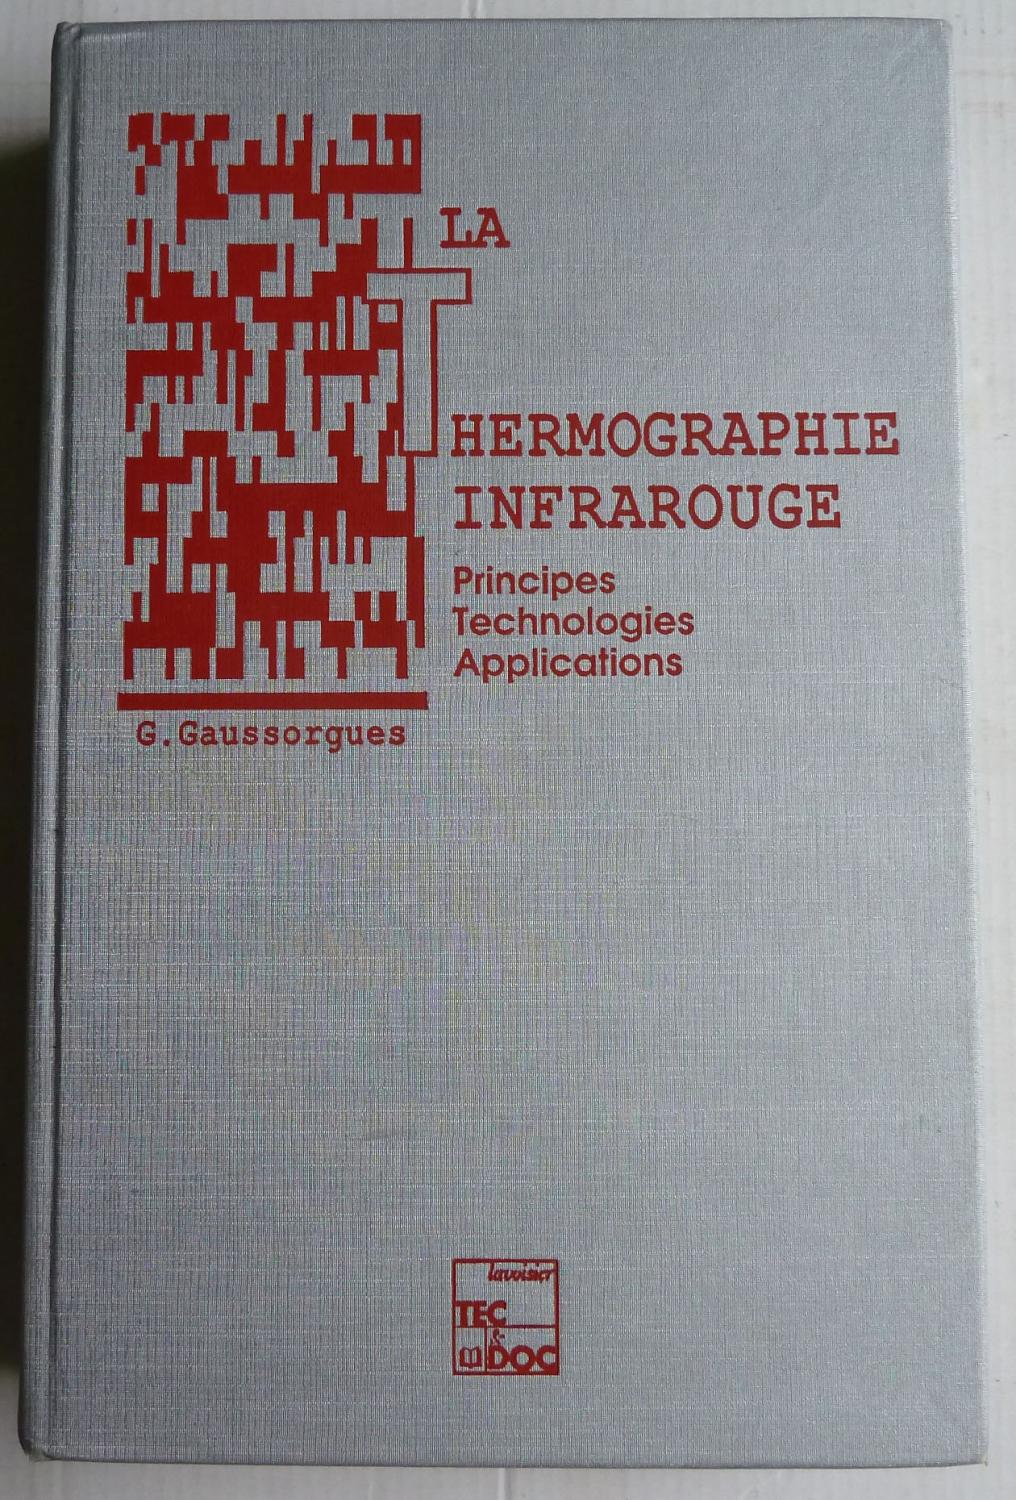 LA
THERMOGRAPHIE
INFRAROUGE
Principes
Technologies
Applications
G.Gaussorgues
lavoisier
TEC
&
DOC